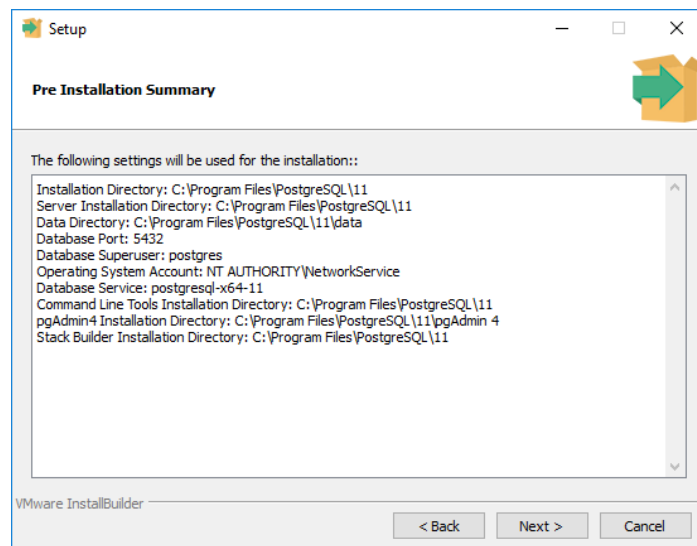 Setup
Pre Installation Summary
The following settings will be used for the installation::
Installation Directory: C:\Program Files\PostgreSQL\11
Server Installation Directory: C:\Program Files\PostgreSQL\11
Data Directory: C:\Program Files\PostgreSQL\11\data
Database Port: 5432
Database Superuser: postgres
Operating System Account: NT AUTHORITY\NetworkService
Database Service: postgresql-x64-11
Command Line Tools Installation Directory: C:\Program Files\PostgreSQL\11
pgAdmin4 Installation Directory: C:\Program Files\PostgreSQL\11\pgAdmin 4
Stack Builder Installation Directory: C:\Program Files\PostgreSQL\11
VMware InstallBuilder
< Back Next > Cancel